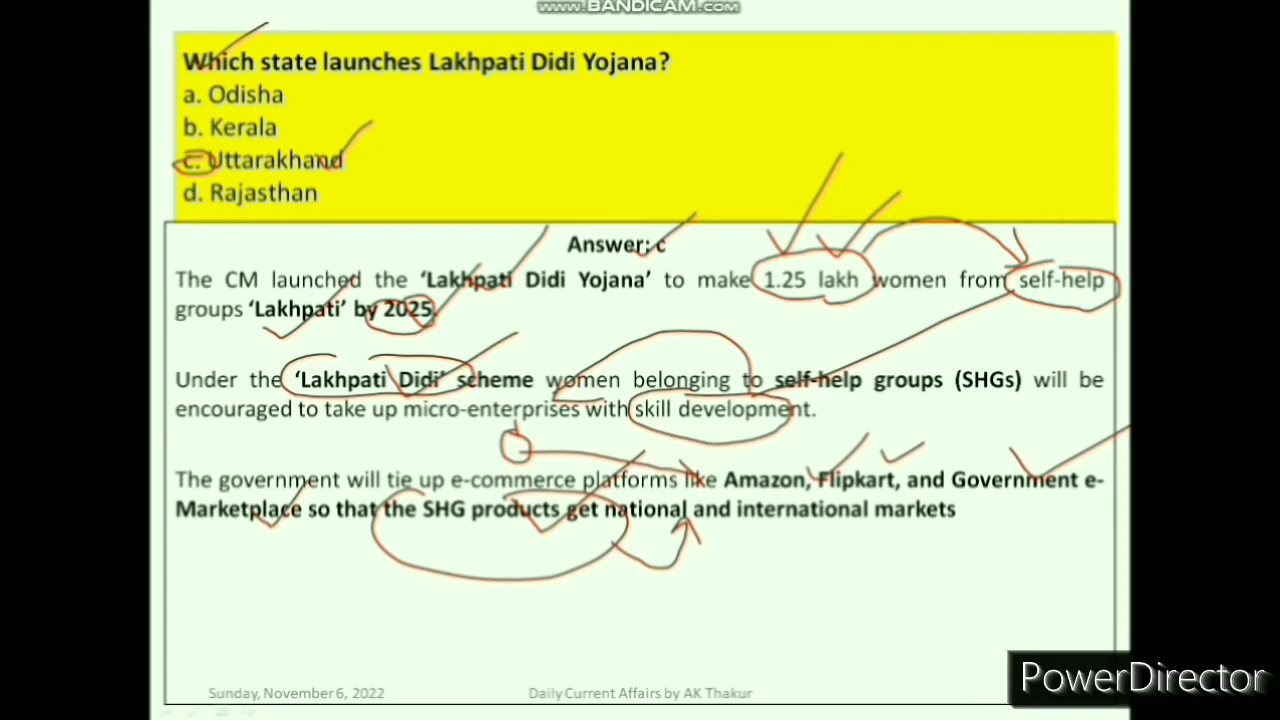 www.BANDICAM.com
Which state launches Lakhpati Didi Yojana?
a. Odisha
b. Kerala
c. Uttarakhand
d. Rajasthan
Answer: c
The CM launched the ‘Lakhpati Didi Yojana’ to make 1.25 lakh women from self-help
groups ‘Lakhpati’ by 2025.
Under the ‘Lakhpati Didi’ scheme women belonging to self-help groups (SHGs) will be
encouraged to take up micro-enterprises with skill development.
The government will tie up e-commerce platforms like Amazon, Flipkart, and Government e-
Marketplace so that the SHG products get national and international markets
Sunday, November 6, 2022
Daily Current Affairs by AK Thakur
PowerDirector